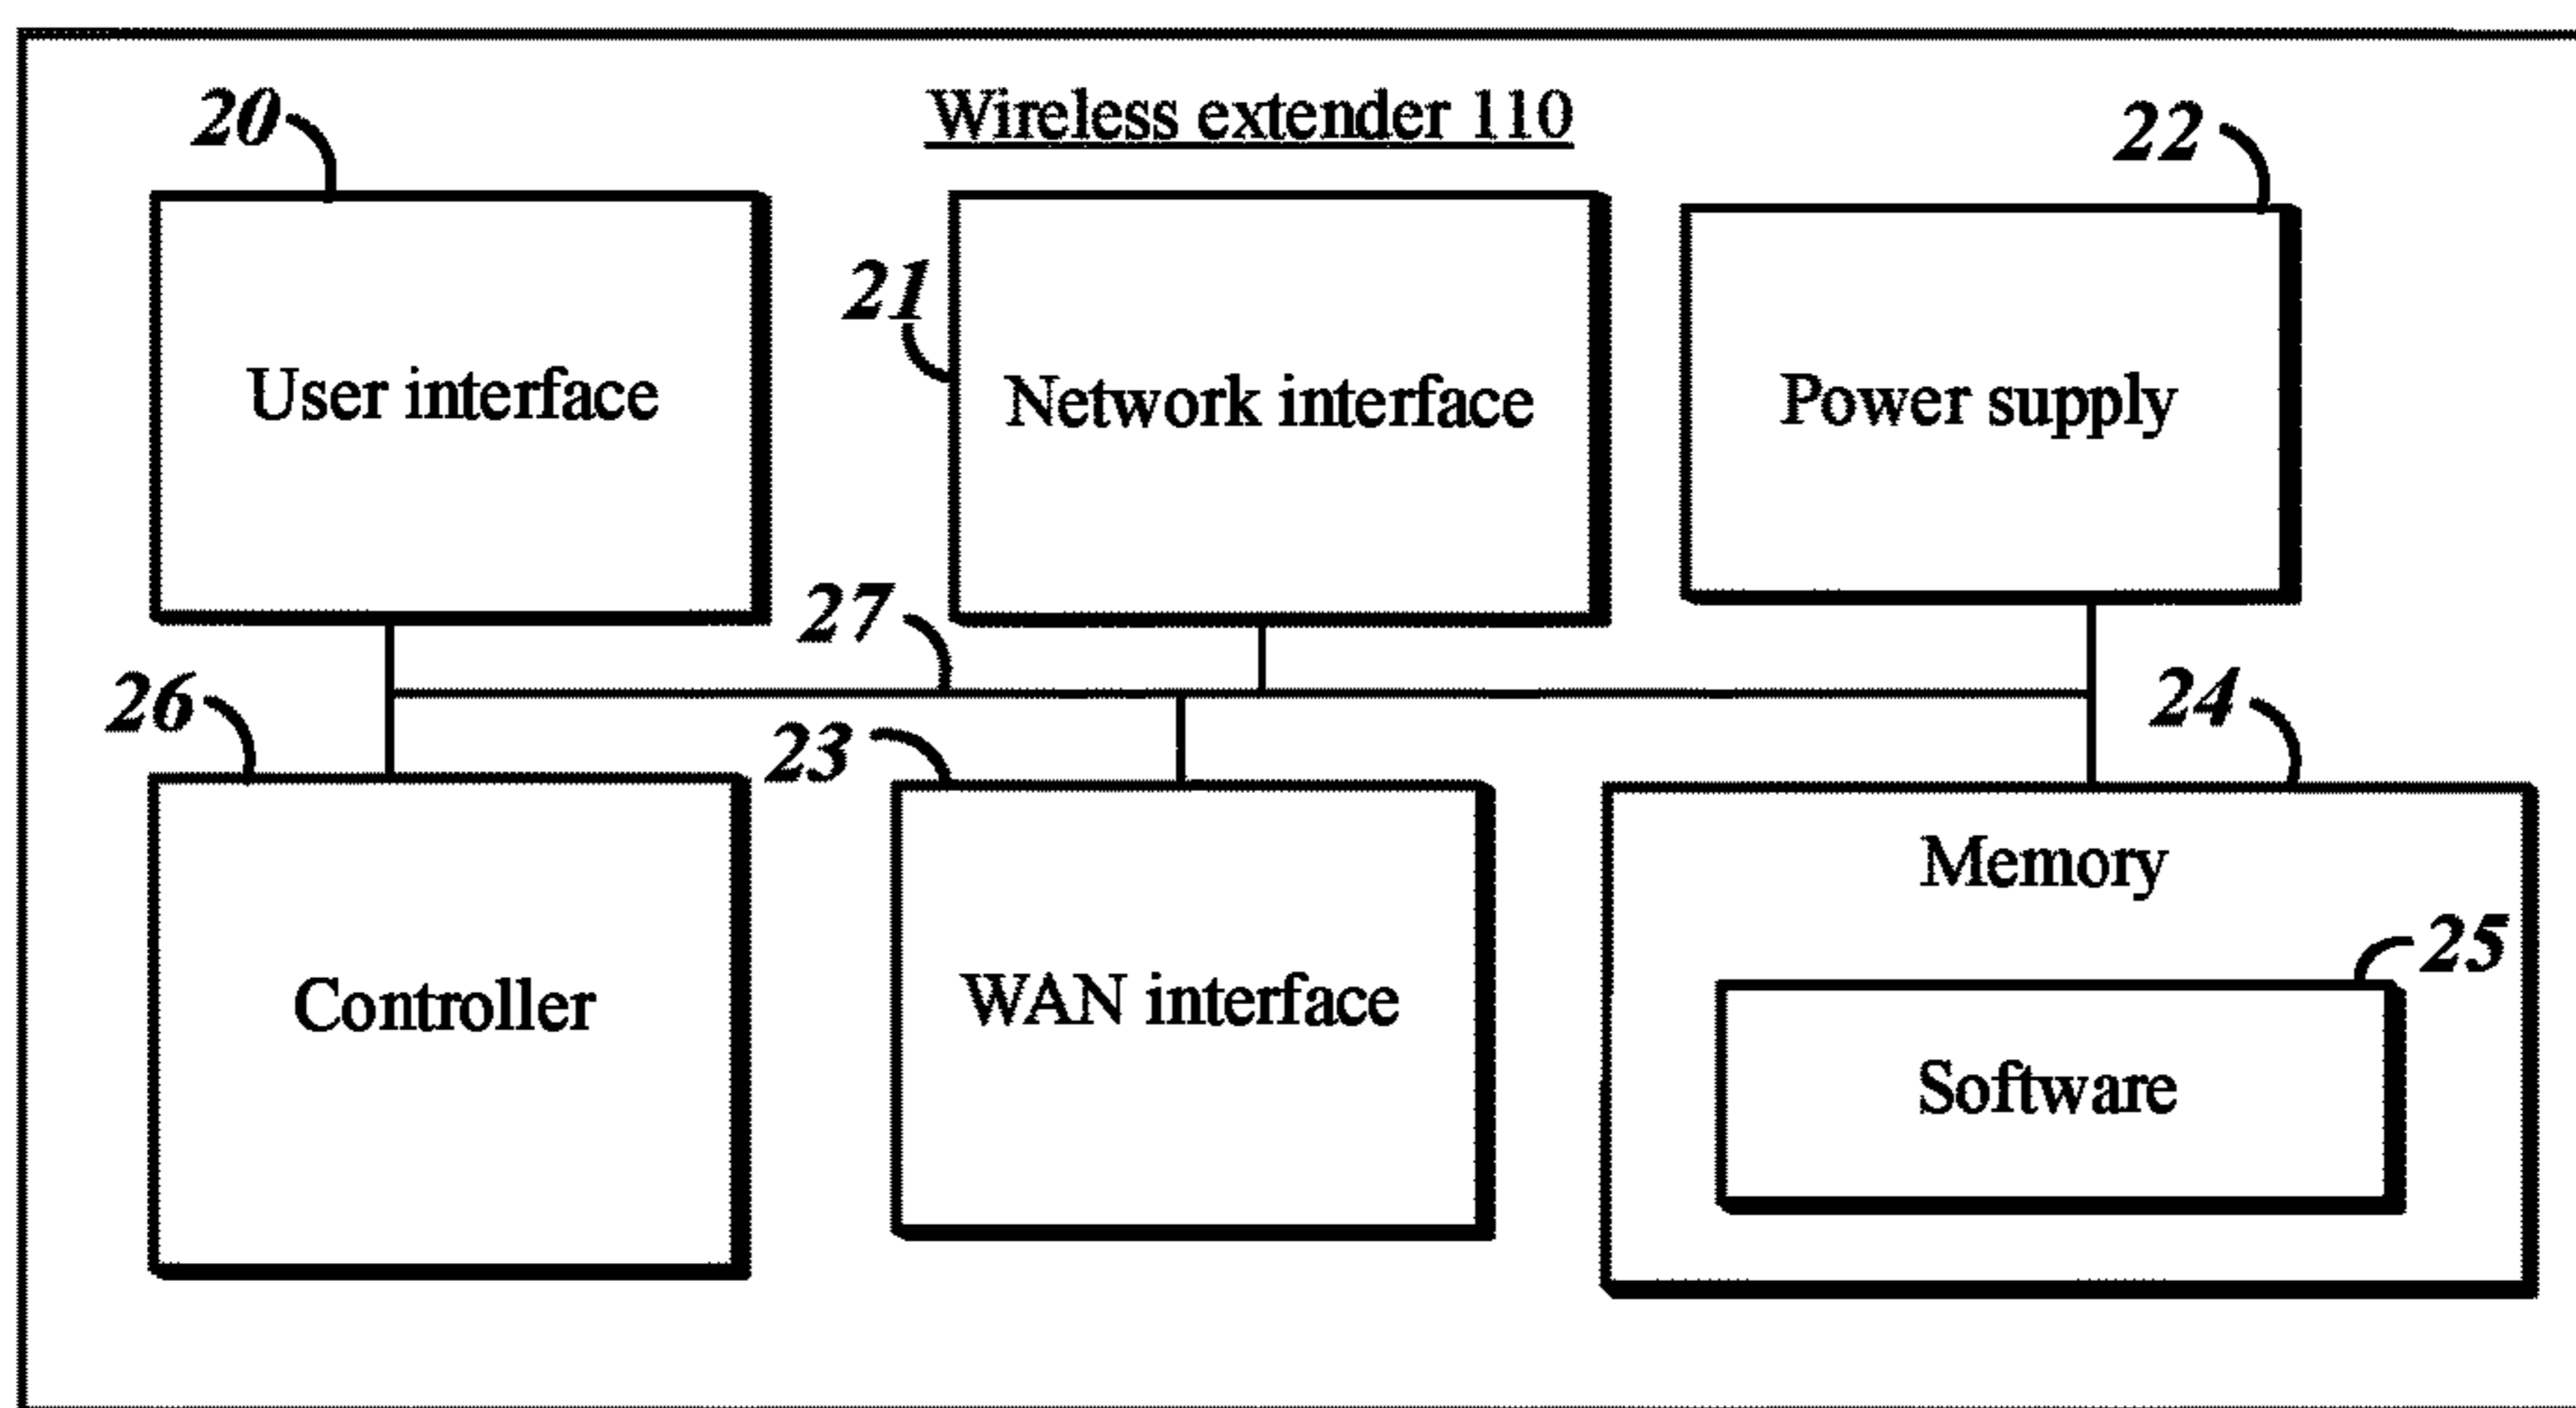 Wireless extender 110
20
22
21
User interface
Network interface
Power supply
27
26
23
24
Memory
25
Controller
WAN interface
Software